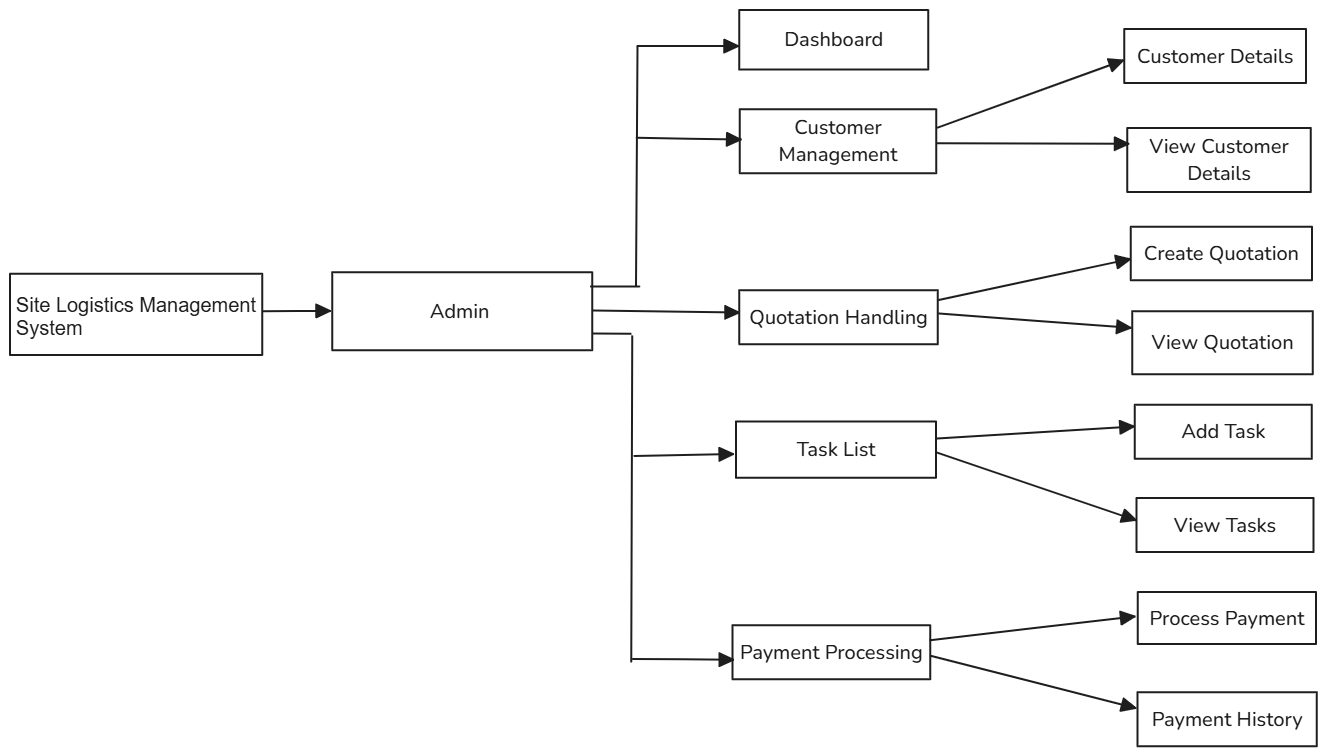 Site Logistics Management
System
Admin
Dashboard
Customer
Management
Quotation Handling
Task List
Payment Processing
Customer Details
View Customer
Details
Create Quotation
View Quotation
Add Task
View Tasks
Process Payment
Payment History